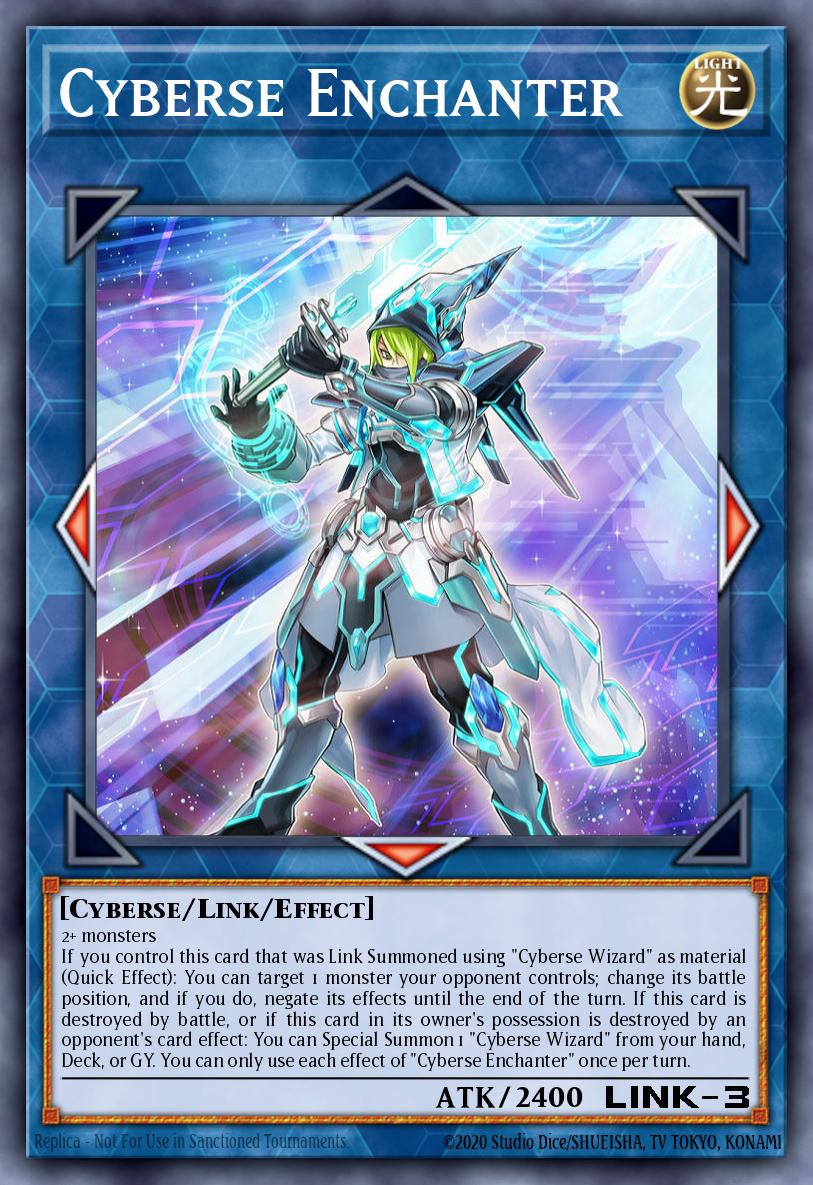 CYBERSE ENCHANTER
LIGHT
光
[CYBERSE/LINK/EFFECT]
2+ monsters
If you control this card that was Link Summoned using "Cyberse Wizard" as material
(Quick Effect): You can target 1 monster your opponent controls; change its battle
position, and if you do, negate its effects until the end of the turn. If this card is
destroyed by battle, or if this card in its owner's possession is destroyed by an
opponent's card effect: You can Special Summon 1 "Cyberse Wizard" from your hand,
Deck, or GY. You can only use each effect of "Cyberse Enchanter" once per turn.
ATK/2400 LINK-3
Replica - Not For Use in Sanctioned Tournaments. ©2020 Studio Dice/SHUEISHA, TV TOKYO, KONAMI